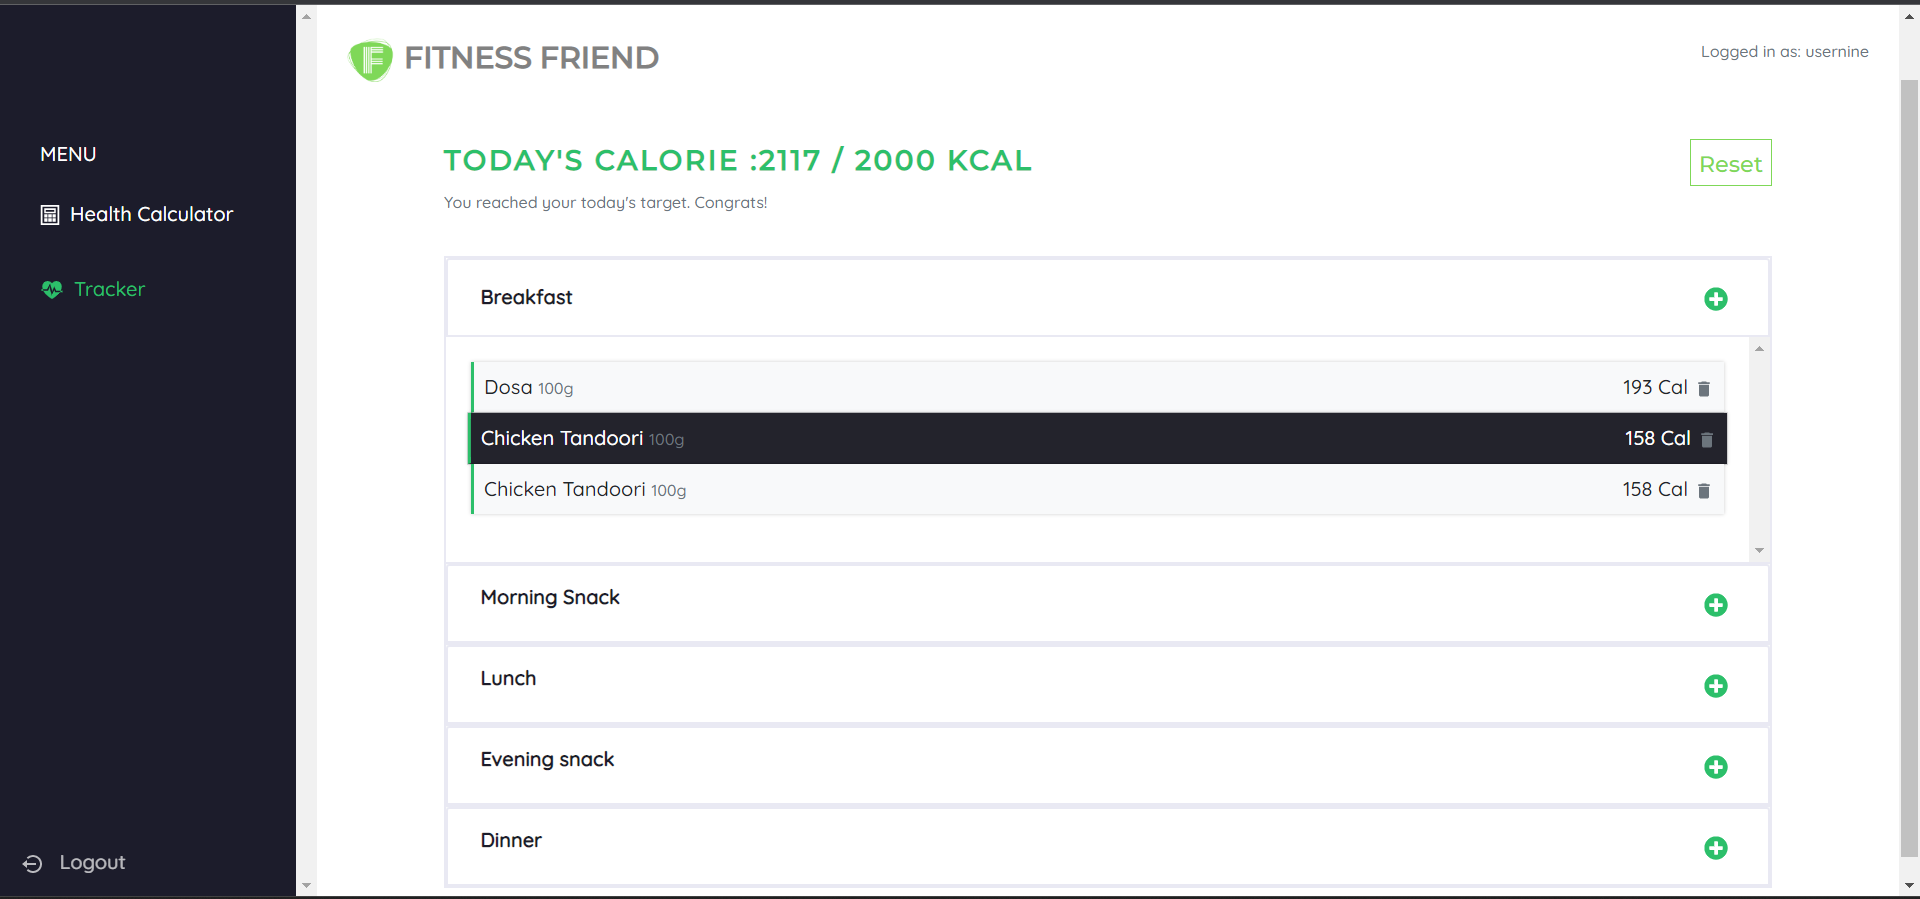 FITNESS FRIEND
Logged in as: usernine
MENU
Health Calculator
Tracker
Logout
TODAY'S CALORIE :2117 / 2000 KCAL
Reset
You reached your today's target. Congrats!
Breakfast
Dosa 100g 193 Cal
Chicken Tandoori 100g 158 Cal
Chicken Tandoori 100g 158 Cal
Morning Snack
Lunch
Evening snack
Dinner